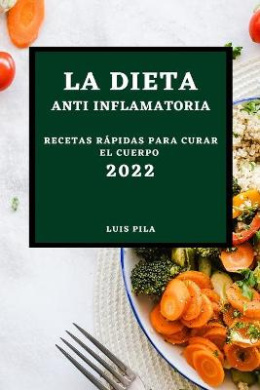 LA DIETA
ANTI INFLAMATORIA
RECETAS RÁPIDAS PARA CURAR
EL CUERPO
2022
LUIS PILA